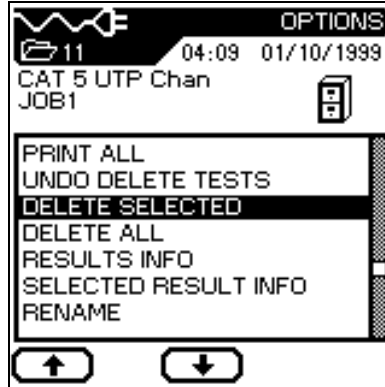 OPTIONS
11 04:09 01/10/1999
CAT 5 UTP Chan
JOB1
PRINT ALL
UNDO DELETE TESTS
DELETE SELECTED
DELETE ALL
RESULTS INFO
SELECTED RESULT INFO
RENAME